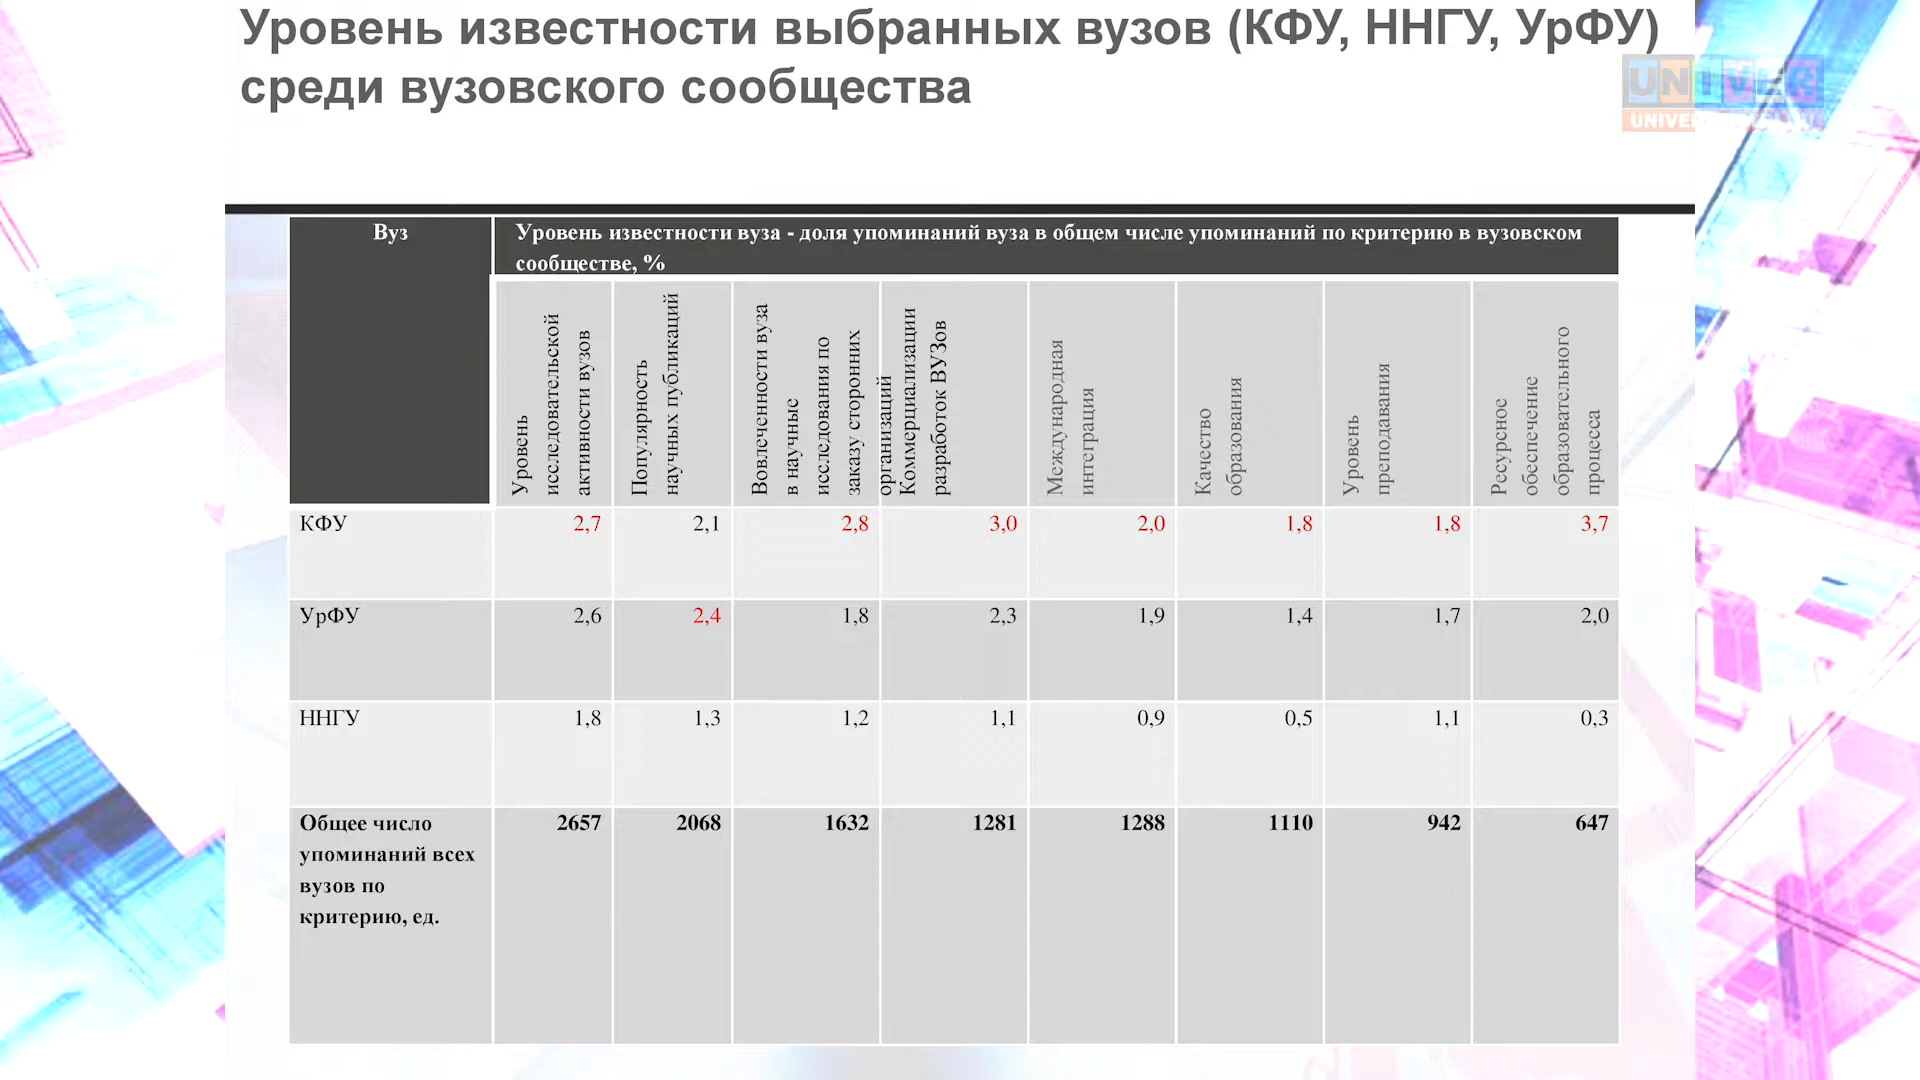 Уровень известности выбранных вузов (КФУ, ННГУ, УрФУ)
среди вузовского сообщества
UNIVER
Вуз
Уровень известности вуза - доля упоминаний вуза в общем числе упоминаний по критерию в вузовском
сообществе, %
Уровень
исследовательской
активности вузов
Популярность
научных публикаций
Вовлеченности вуза
в научные
исследования по
заказу сторонних
организаций
Коммерциализации
разработок ВУЗов
Международная
интеграция
Качество
образования
Уровень
преподавания
Ресурсное
обеспечение
образовательного
процесса
КФУ 2,7 2,1 2,8 3,0 2,0 1,8 1,8 3,7
УрФУ 2,6 2,4 1,8 2,3 1,9 1,4 1,7 2,0
ННГУ 1,8 1,3 1,2 1,1 0,9 0,5 1,1 0,3
Общее число 2657 2068 1632 1281 1288 1110 942 647
упоминаний всех
вузов по
критерию, ед.